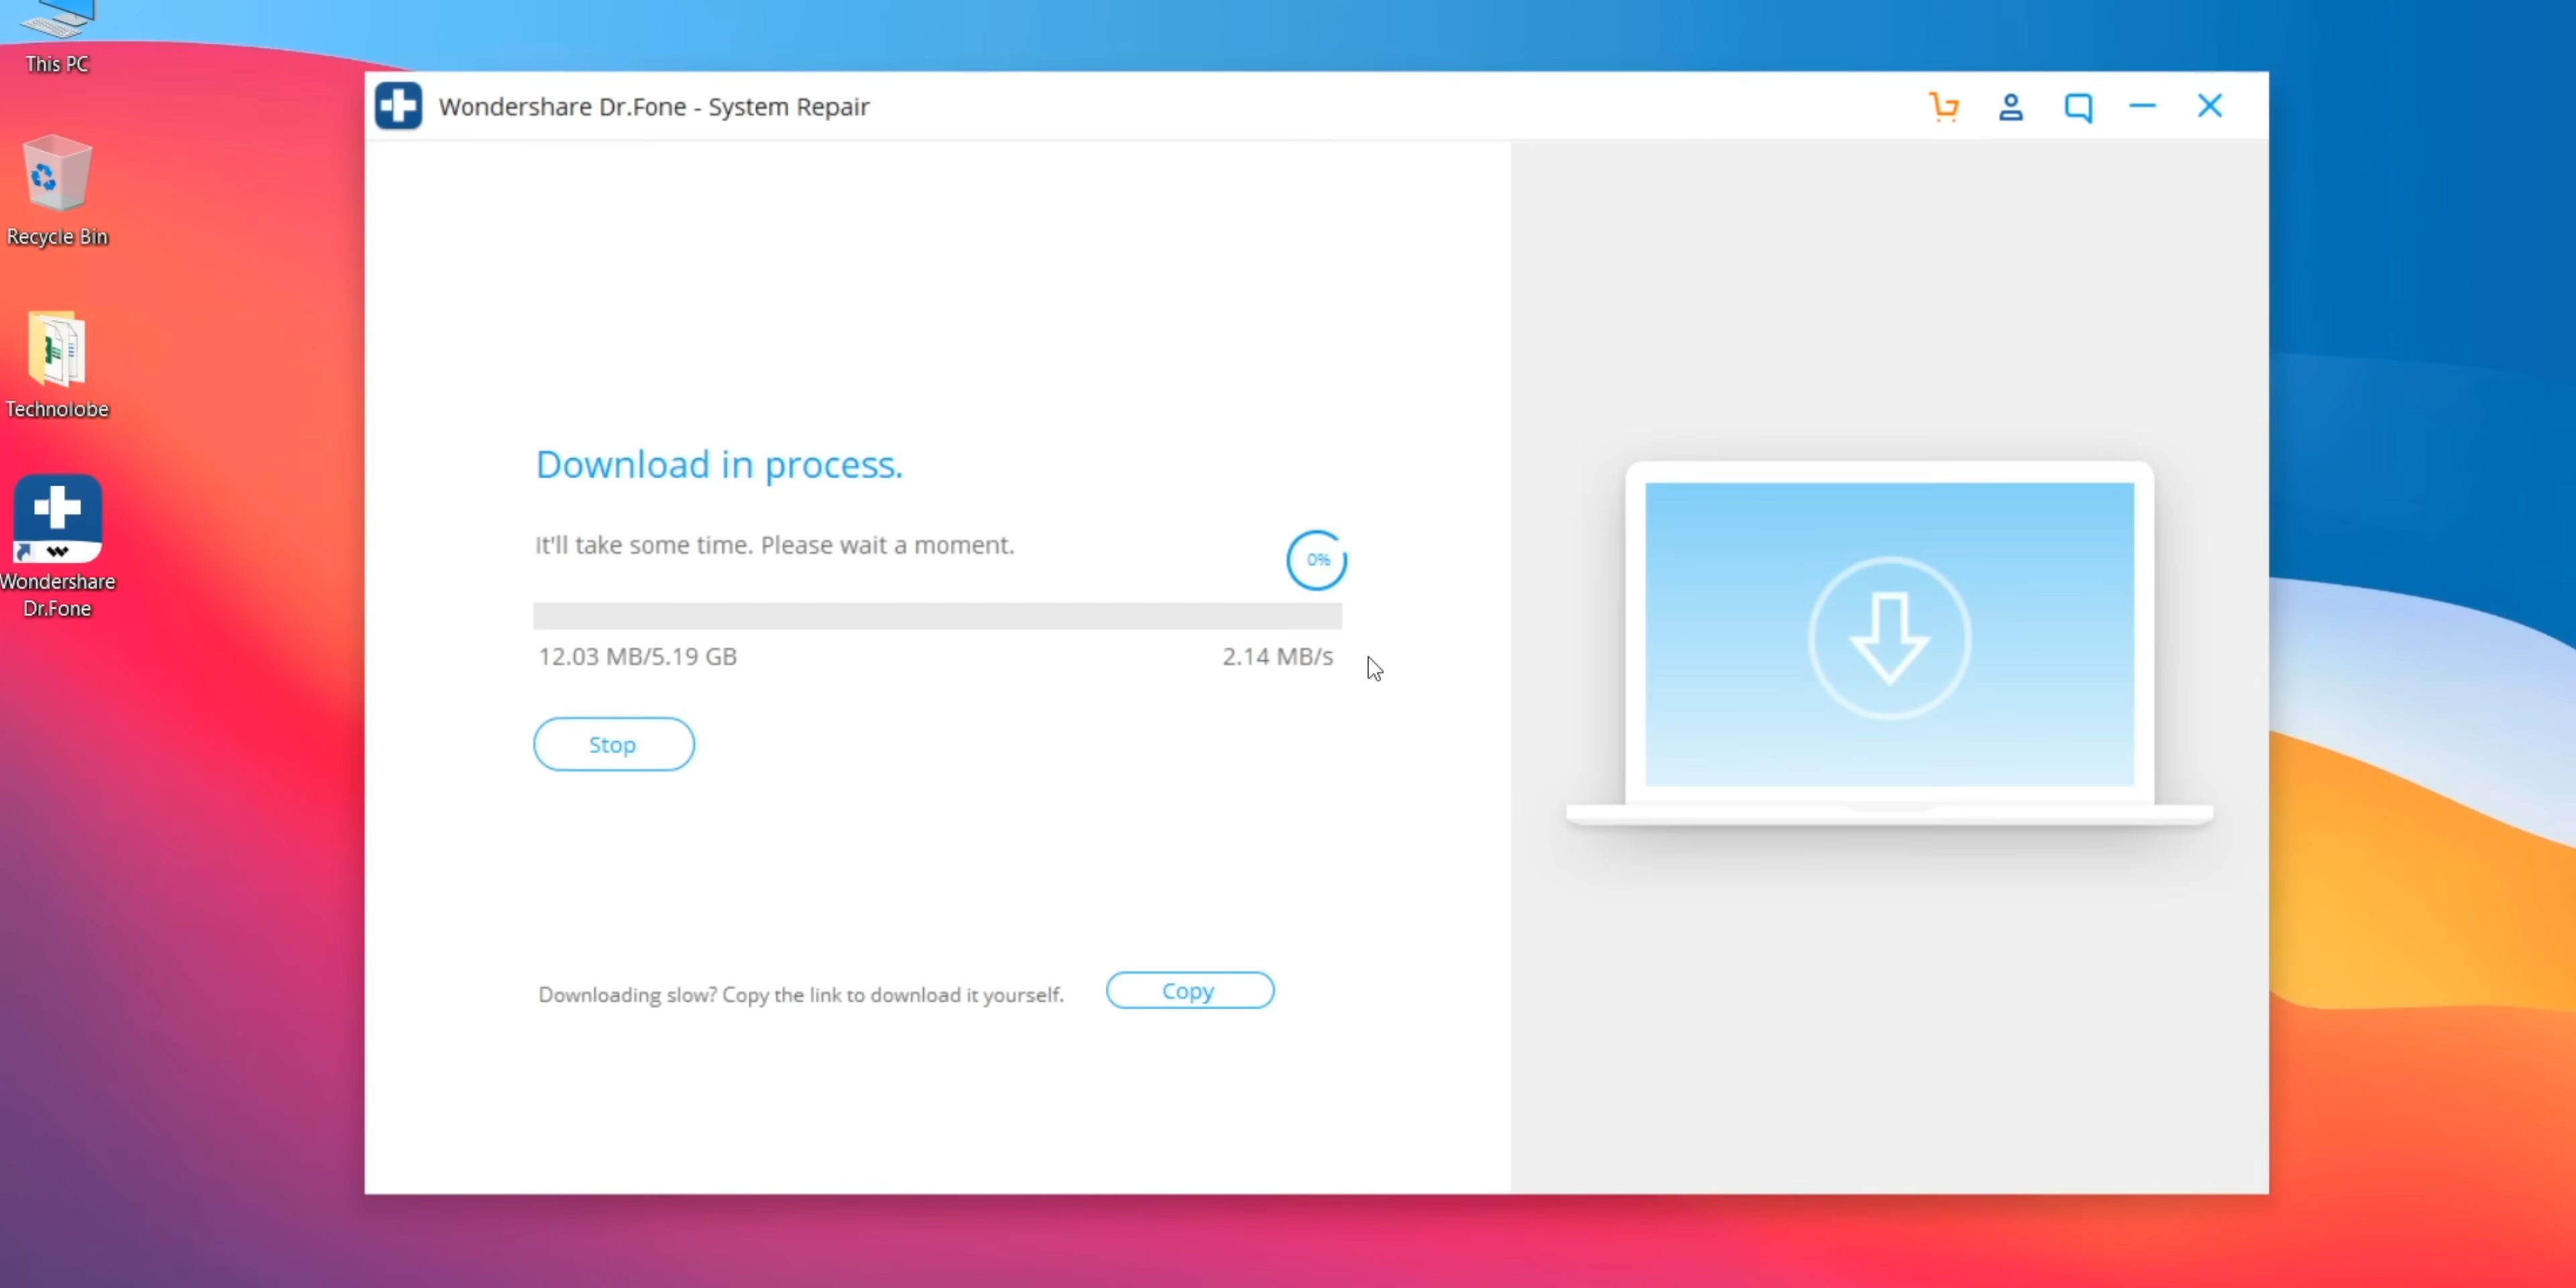 This PC
Recycle Bin
Technolobe
Wondershare
Dr.Fone
Wondershare Dr.Fone - System Repair
Download in process.
It'll take some time. Please wait a moment.
0%
12.03 MB/5.19 GB
2.14 MB/s
Stop
Downloading slow? Copy the link to download it yourself.
Copy